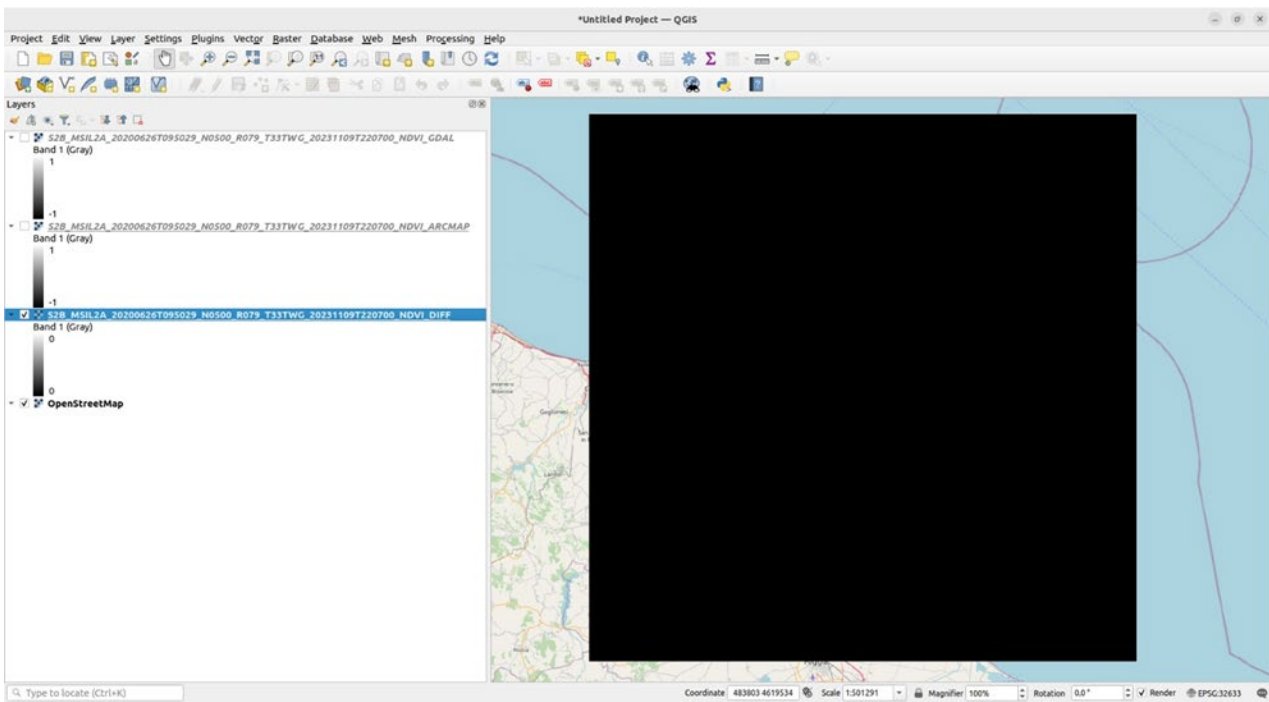 *Untitled Project — QGIS
Project Edit View Layer Settings Plugins Vector Raster Database Web Mesh Processing Help
Layers
S2B_MSIL2A_20200626T095029_N0500_R079_T33TWG_20231109T220700_NDVI_GDAL
Band 1 (Gray)
1
-1
S2B_MSIL2A_20200626T095029_N0500_R079_T33TWG_20231109T220700_NDVI_ARCMAP
Band 1 (Gray)
1
-1
S2B_MSIL2A_20200626T095029_N0500_R079_T33TWG_20231109T220700_NDVI_DIFF
Band 1 (Gray)
0
0
OpenStreetMap
Type to locate (Ctrl+K)
Coordinate 483803 4619534 Scale 1:501291 Magnifier 100% Rotation 0,0 ° Render EPSG:32633